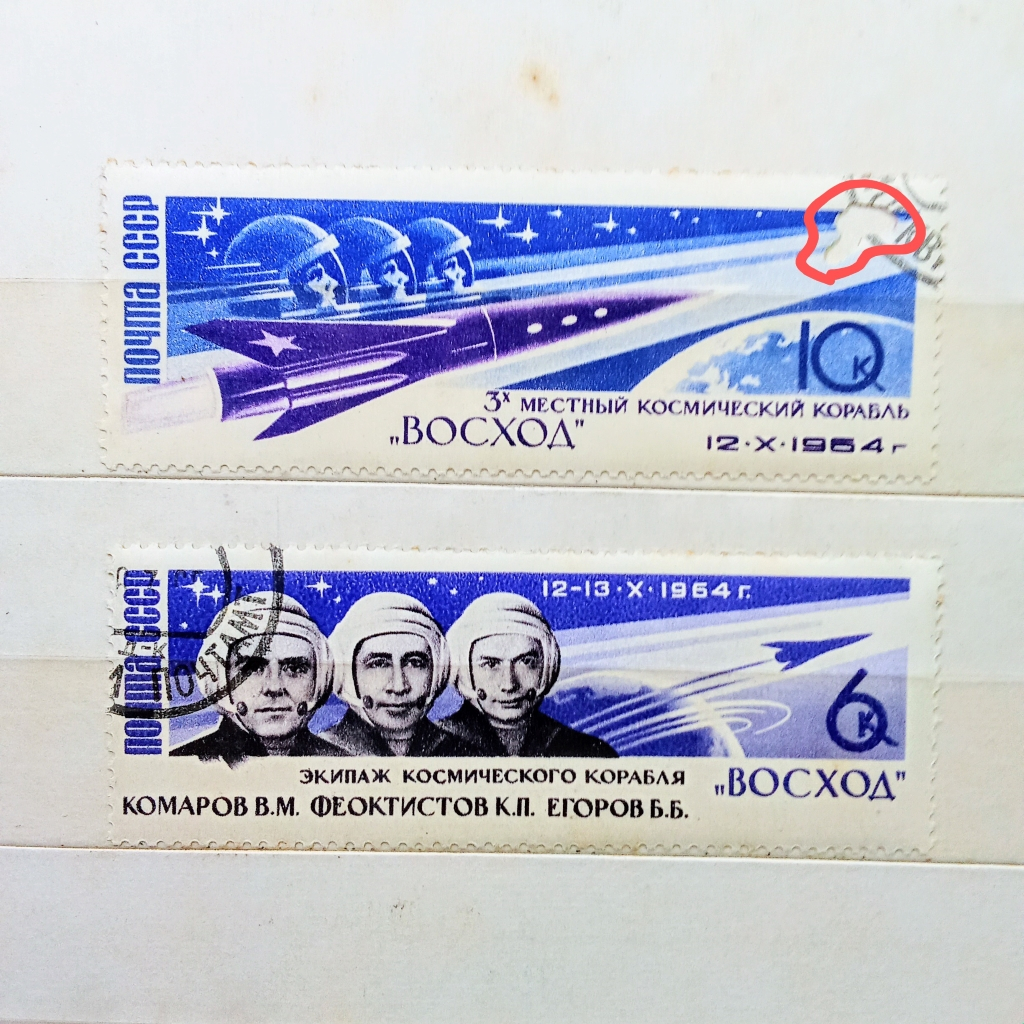 ПОЧТА СССР
10 К
3х МЕСТНЫЙ КОСМИЧЕСКИЙ КОРАБЛЬ
„ВОСХОД"
12·X·1964 г
ПОЧТА СССР
ПОЧТАМТ
12-13·X·1964 г.
6 К
ЭКИПАЖ КОСМИЧЕСКОГО КОРАБЛЯ
„ВОСХОД"
КОМАРОВ В.М. ФЕОКТИСТОВ К.П. ЕГОРОВ Б.Б.